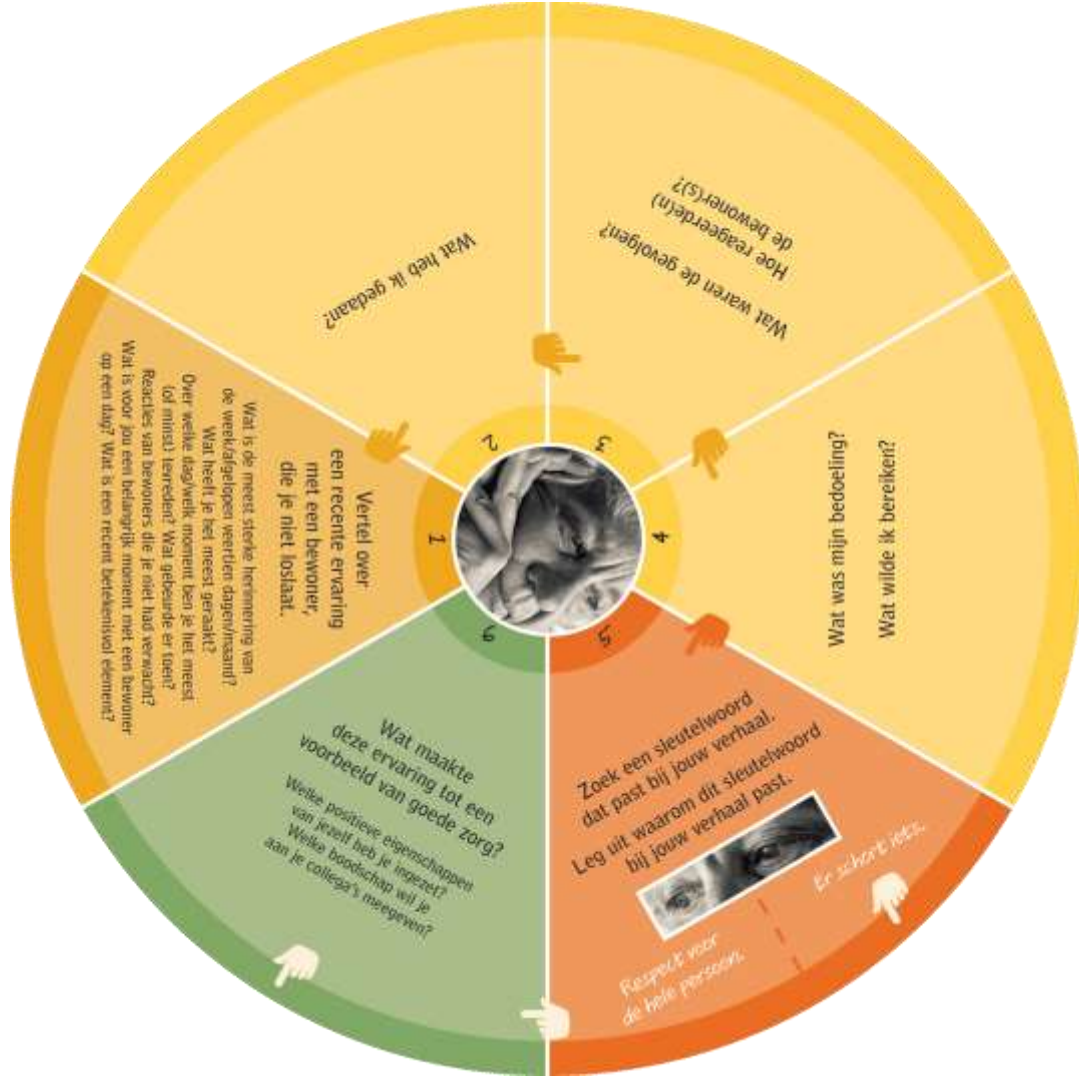 1
Vertel over
een recente ervaring
met een bewoner,
die je niet loslaat.
Wat is de meest sterke herinnering van
de week/afgelopen veertien dagen/maand?
Wat heeft je het meest geraakt?
Over welke dag/welk moment ben je het meest
(of minst) tevreden? Wat gebeurde er toen?
Reacties van bewoners die je niet had verwacht?
Wat is voor jou een belangrijk moment met een bewoner
op een dag? Wat is een recent betekenisvol element?
2
Wat heb ik gedaan?
3
Wat waren de gevolgen?
Hoe reageerde(n)
de bewoner(s)?
4
Wat was mijn bedoeling?
Wat wilde ik bereiken?
5
Zoek een sleutelwoord
dat past bij jouw verhaal.
Leg uit waarom dit sleutelwoord
bij jouw verhaal past.
Respect voor
de hele persoon.
Er schort iets.
6
Wat maakte
deze ervaring tot een
voorbeeld van goede zorg?
Welke positieve eigenschappen
van jezelf heb je ingezet?
Welke boodschap wil je
aan je collega's meegeven?